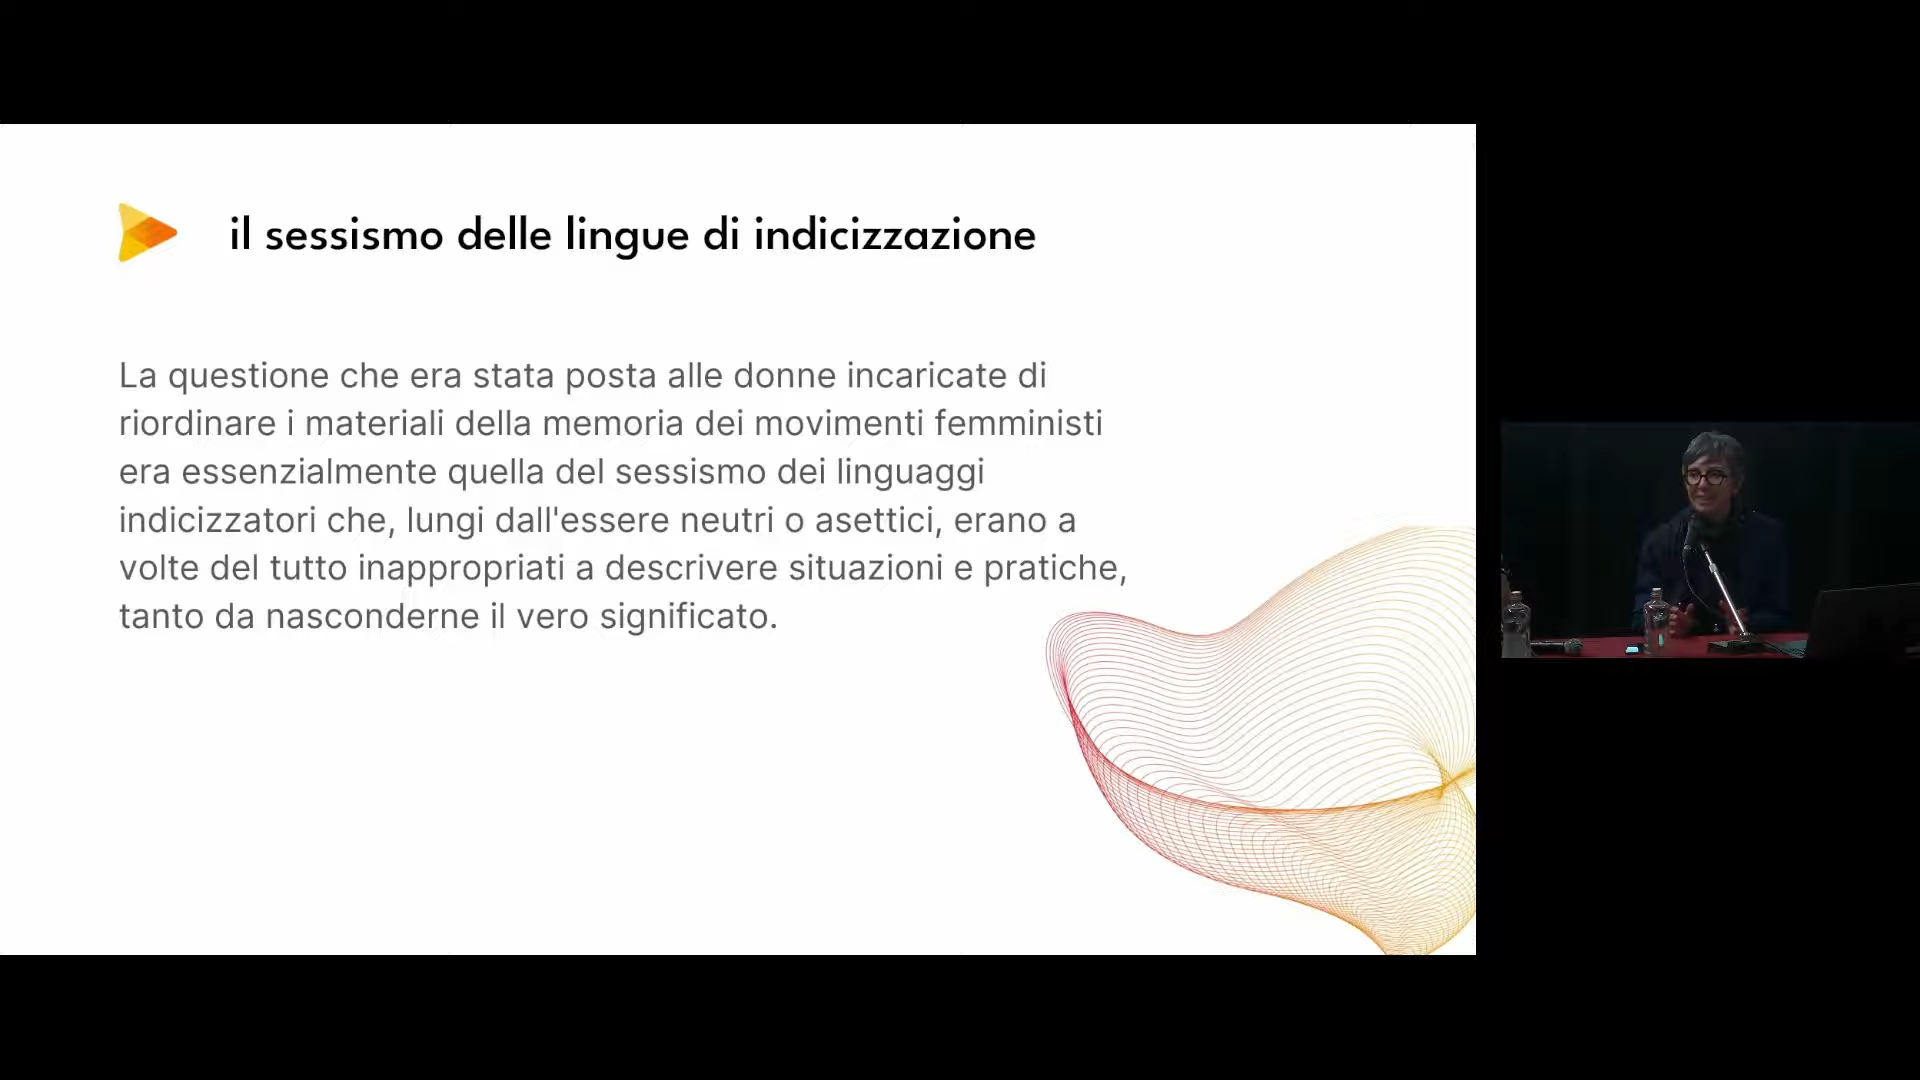 il sessismo delle lingue di indicizzazione
La questione che era stata posta alle donne incaricate di
riordinare i materiali della memoria dei movimenti femministi
era essenzialmente quella del sessismo dei linguaggi
indicizzatori che, lungi dall'essere neutri o asettici, erano a
volte del tutto inappropriati a descrivere situazioni e pratiche,
tanto da nasconderne il vero significato.